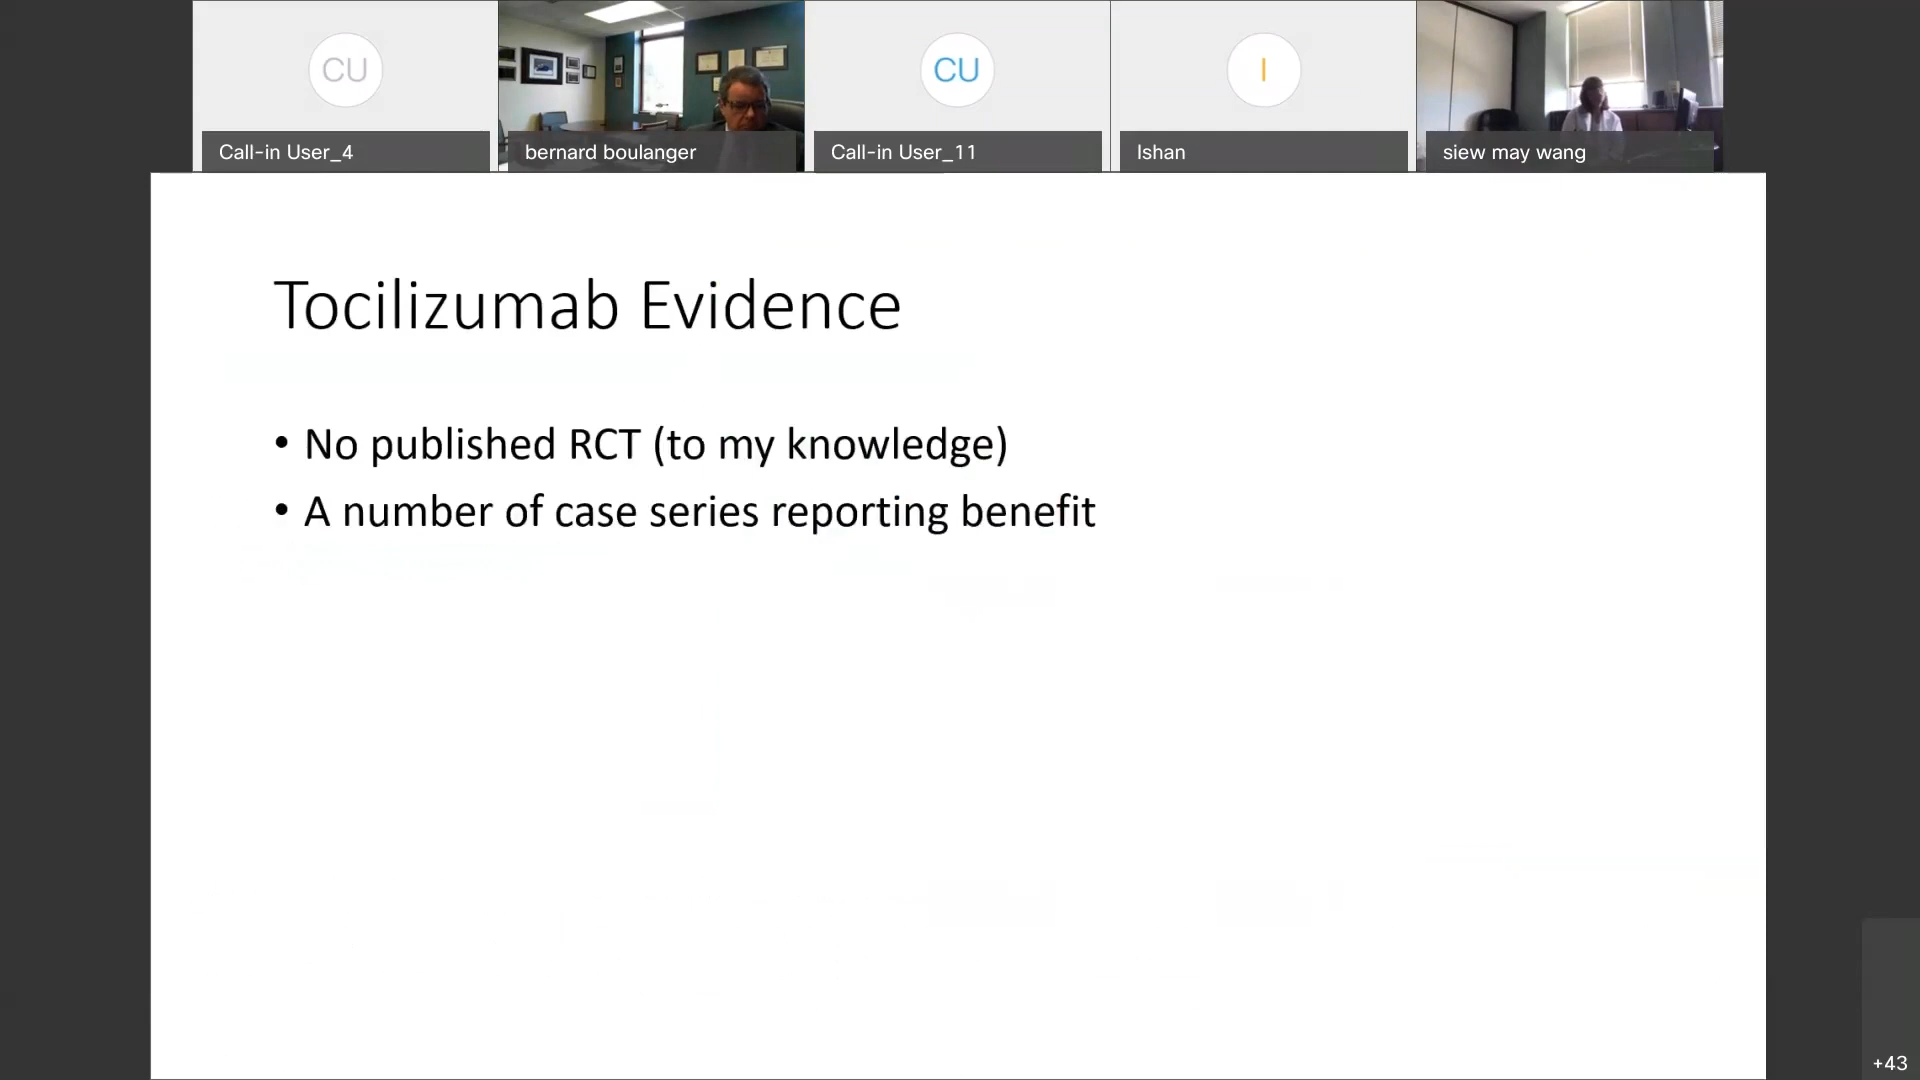 CU
CU
I
Call-in User_4
bernard boulanger
Call-in User_11
Ishan
siew may wang
Tocilizumab Evidence
• No published RCT (to my knowledge)
• A number of case series reporting benefit
+43